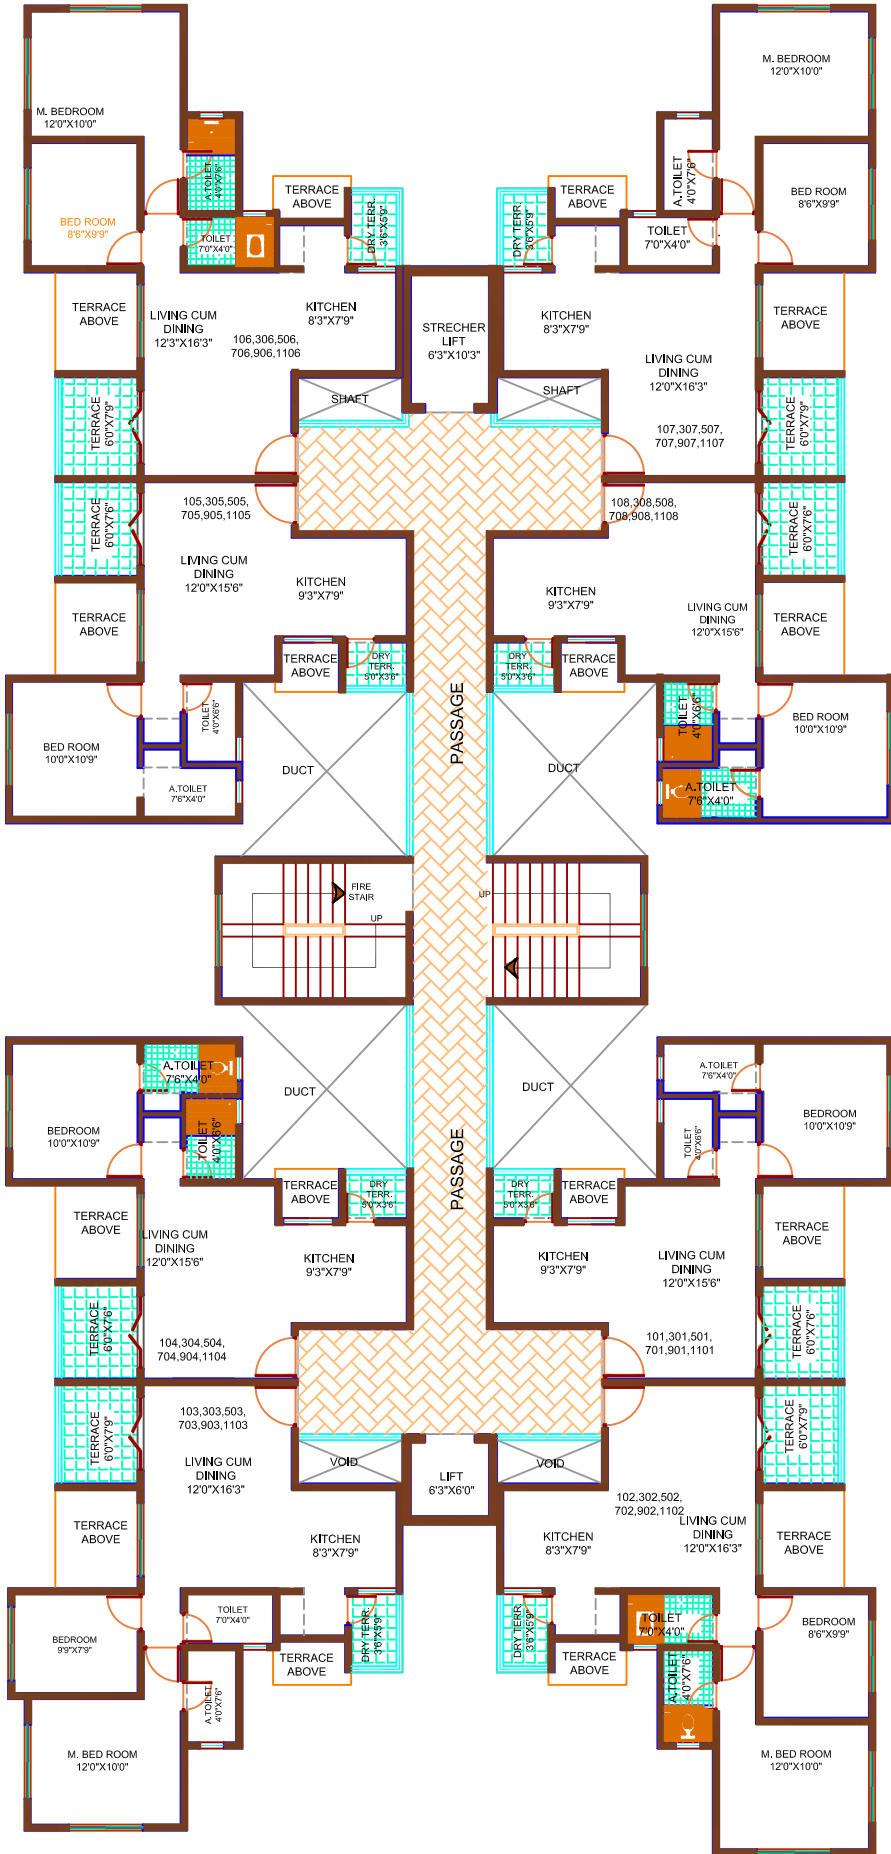 M. BEDROOM
12'0"X10'0"
M. BEDROOM
12'0"X10'0"
A.TOILET
4'0"X7'6"
A.TOILET
4'0"X7'6"
BED ROOM
8'6"X9'9"
TERRACE
ABOVE
TERRACE
ABOVE
BED ROOM
8'6"X9'9"
TOILET
7'0"X4'0"
DRY TERR.
3'6"X5'9"
DRY TERR.
3'6"X5'9"
TOILET
7'0"X4'0"
TERRACE
ABOVE
LIVING CUM
DINING
12'3"X16'3"
106,306,506,
706,906,1106
KITCHEN
8'3"X7'9"
STRECHER
LIFT
6'3"X10'3"
KITCHEN
8'3"X7'9"
LIVING CUM
DINING
12'0"X16'3"
TERRACE
ABOVE
SHAFT
SHAFT
TERRACE
6'0"X7'9"
107,307,507,
707,907,1107
TERRACE
6'0"X7'9"
TERRACE
6'0"X7'6"
105,305,505,
705,905,1105
108,308,508,
708,908,1108
TERRACE
6'0"X7'6"
LIVING CUM
DINING
12'0"X15'6"
KITCHEN
9'3"X7'9"
KITCHEN
9'3"X7'9"
LIVING CUM
DINING
12'0"X15'6"
TERRACE
ABOVE
TERRACE
ABOVE
TERRACE
ABOVE
DRY
TERR.
5'0"X3'6"
DRY
TERR.
5'0"X3'6"
TERRACE
ABOVE
BED ROOM
10'0"X10'9"
TOILET
4'0"X6'6"
PASSAGE
TOILET
4'0"X6'6"
BED ROOM
10'0"X10'9"
A.TOILET
7'6"X4'0"
DUCT
DUCT
A.TOILET
7'6"X4'0"
FIRE
STAIR
UP
UP
A.TOILET
7'6"X4'0"
DUCT
DUCT
A.TOILET
7'6"X4'0"
BEDROOM
10'0"X10'9"
TOILET
4'0"X6'6"
PASSAGE
TOILET
4'0"X6'6"
BEDROOM
10'0"X10'9"
TERRACE
ABOVE
DRY
TERR.
5'0"X3'6"
DRY
TERR.
5'0"X3'6"
TERRACE
ABOVE
TERRACE
ABOVE
LIVING CUM
DINING
12'0"X15'6"
KITCHEN
9'3"X7'9"
KITCHEN
9'3"X7'9"
LIVING CUM
DINING
12'0"X15'6"
TERRACE
ABOVE
TERRACE
6'0"X7'6"
104,304,504,
704,904,1104
101,301,501,
701,901,1101
TERRACE
6'0"X7'6"
TERRACE
6'0"X7'9"
103,303,503,
703,903,1103
TERRACE
6'0"X7'9"
LIVING CUM
DINING
12'0"X16'3"
VOID
LIFT
6'3"X6'0"
VOID
102,302,502,
702,902,1102
LIVING CUM
DINING
12'0"X16'3"
TERRACE
ABOVE
KITCHEN
8'3"X7'9"
KITCHEN
8'3"X7'9"
TERRACE
ABOVE
BEDROOM
9'9"X7'9"
TOILET
7'0"X4'0"
DRY TERR.
3'6"X5'9"
DRY TERR.
3'6"X5'9"
TOILET
7'0"X4'0"
BEDROOM
8'6"X9'9"
TERRACE
ABOVE
TERRACE
ABOVE
A.TOILET
4'0"X7'6"
A.TOILET
4'0"X7'6"
M. BED ROOM
12'0"X10'0"
M. BED ROOM
12'0"X10'0"